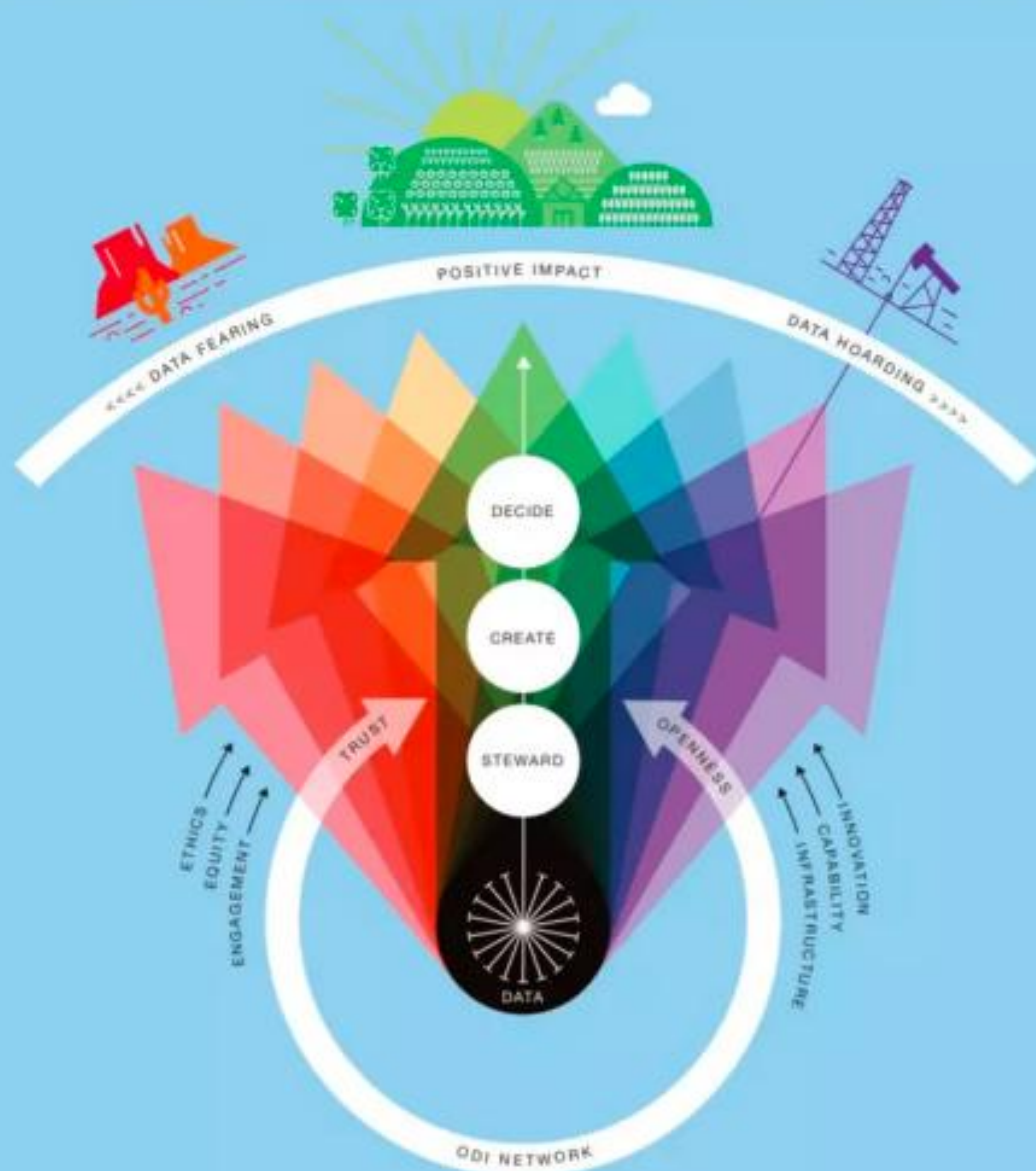 POSITIVE IMPACT
<<<< DATA FEARING
DATA HOARDING >>>>
DECIDE
CREATE
STEWARD
TRUST
OPENNESS
ETHICS
EQUITY
ENGAGEMENT
INNOVATION
CAPABILITY
INFRASTRUCTURE
DATA
ODI NETWORK